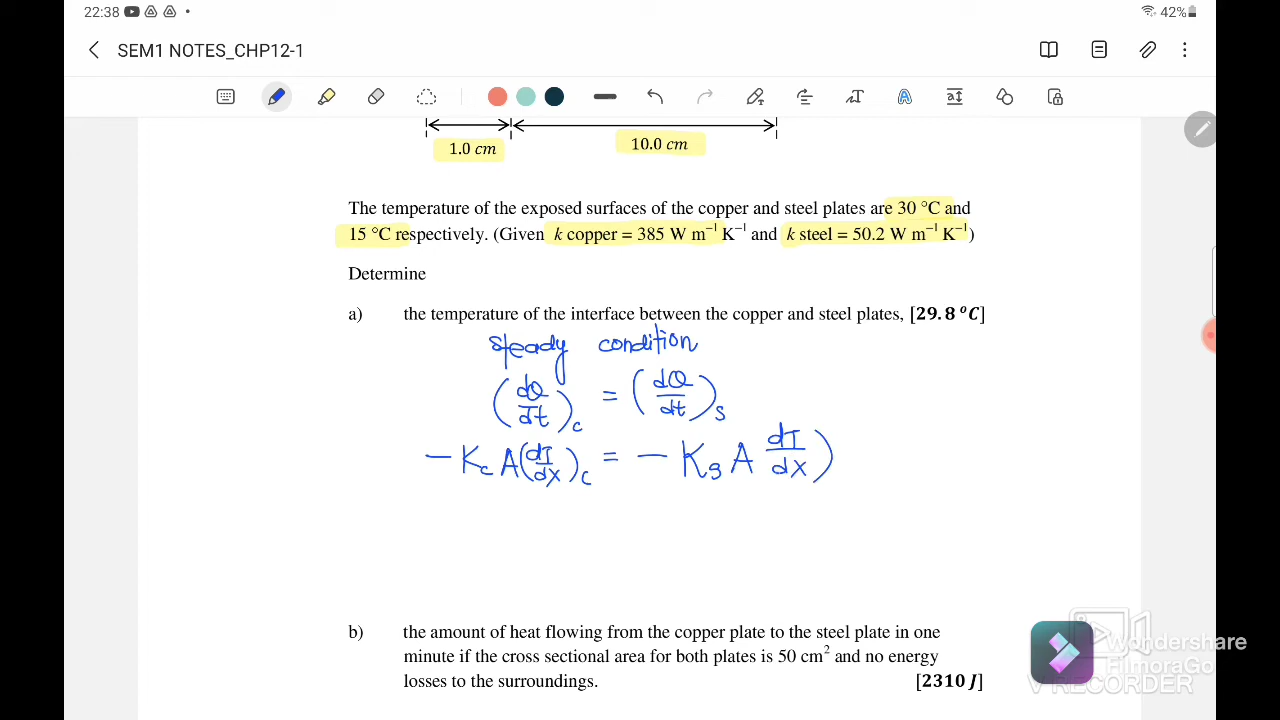 22:38
42%
SEM1 NOTES_CHP12-1
1.0 cm
10.0 cm
The temperature of the exposed surfaces of the copper and steel plates are 30 °C and
15 °C respectively. (Given k copper = 385 W m⁻¹ K⁻¹ and k steel = 50.2 W m⁻¹ K⁻¹)
Determine
a) the temperature of the interface between the copper and steel plates, [29.8 °C]
steady condition
(dQ/dt)c = (dQ/dt)s
- Kc A(dT/dx)c = - Ks A dT/dx)
b) the amount of heat flowing from the copper plate to the steel plate in one
minute if the cross sectional area for both plates is 50 cm² and no energy
losses to the surroundings. [2310 J]
Wondershare
FilmoraGo
V RECORDER